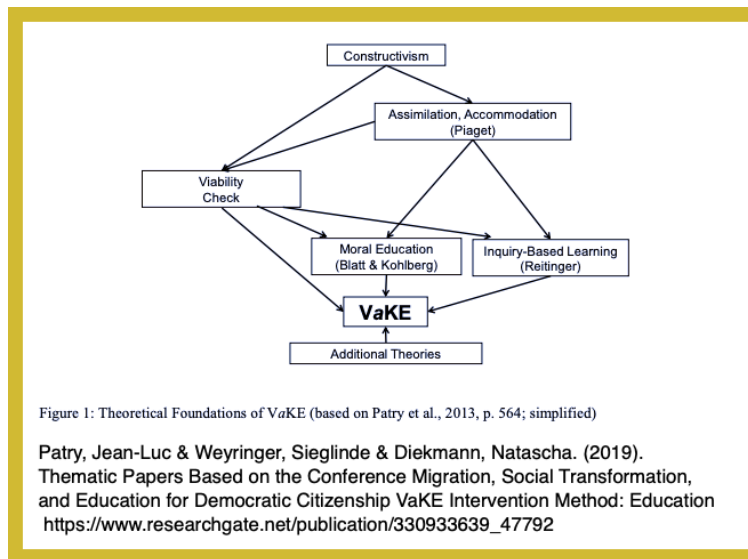 Constructivism
Assimilation, Accommodation
(Piaget)
Viability
Check
Moral Education
(Blatt & Kohlberg)
Inquiry-Based Learning
(Reitinger)
VaKE
Additional Theories
Figure 1: Theoretical Foundations of VaKE (based on Patry et al., 2013, p. 564; simplified)
Patry, Jean-Luc & Weyringer, Sieglinde & Diekmann, Natascha. (2019).
Thematic Papers Based on the Conference Migration, Social Transformation,
and Education for Democratic Citizenship VaKE Intervention Method: Education
https://www.researchgate.net/publication/330933639_47792